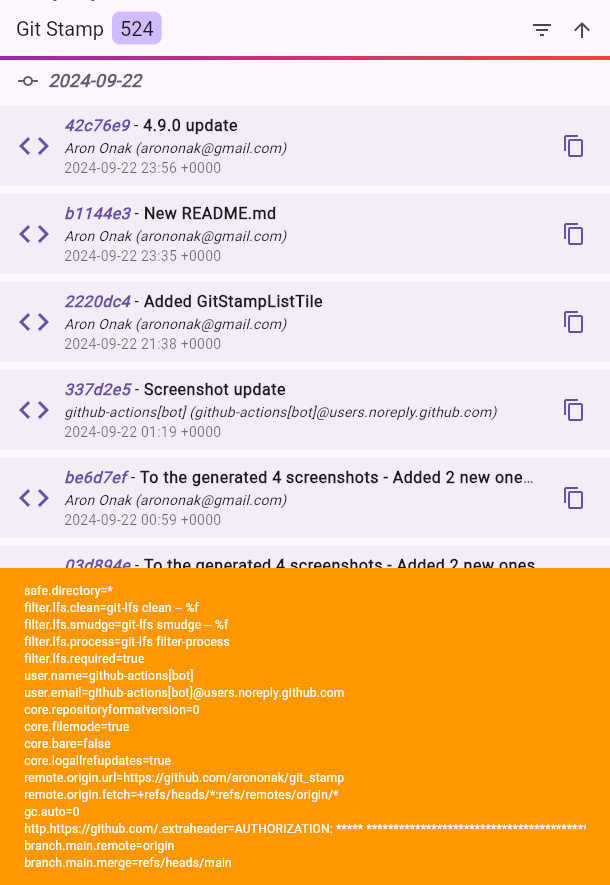 Git Stamp 524
2024-09-22
42c76e9 - 4.9.0 update
Aron Onak (arononak@gmail.com)
2024-09-22 23:56 +0000
b1144e3 - New README.md
Aron Onak (arononak@gmail.com)
2024-09-22 23:35 +0000
2220dc4 - Added GitStampListTile
Aron Onak (arononak@gmail.com)
2024-09-22 21:38 +0000
337d2e5 - Screenshot update
github-actions[bot] (github-actions[bot]@users.noreply.github.com)
2024-09-22 01:19 +0000
be6d7ef - To the generated 4 screenshots - Added 2 new one…
Aron Onak (arononak@gmail.com)
2024-09-22 00:59 +0000
03d894e - To the generated 4 screenshots - Added 2 new ones
safe.directory=*
filter.lfs.clean=git-lfs clean -- %f
filter.lfs.smudge=git-lfs smudge -- %f
filter.lfs.process=git-lfs filter-process
filter.lfs.required=true
user.name=github-actions[bot]
user.email=github-actions[bot]@users.noreply.github.com
core.repositoryformatversion=0
core.filemode=true
core.bare=false
core.logallrefupdates=true
remote.origin.url=https://github.com/arononak/git_stamp
remote.origin.fetch=+refs/heads/*:refs/remotes/origin/*
gc.auto=0
http.https://github.com/.extraheader=AUTHORIZATION: ***** *****************************************
branch.main.remote=origin
branch.main.merge=refs/heads/main